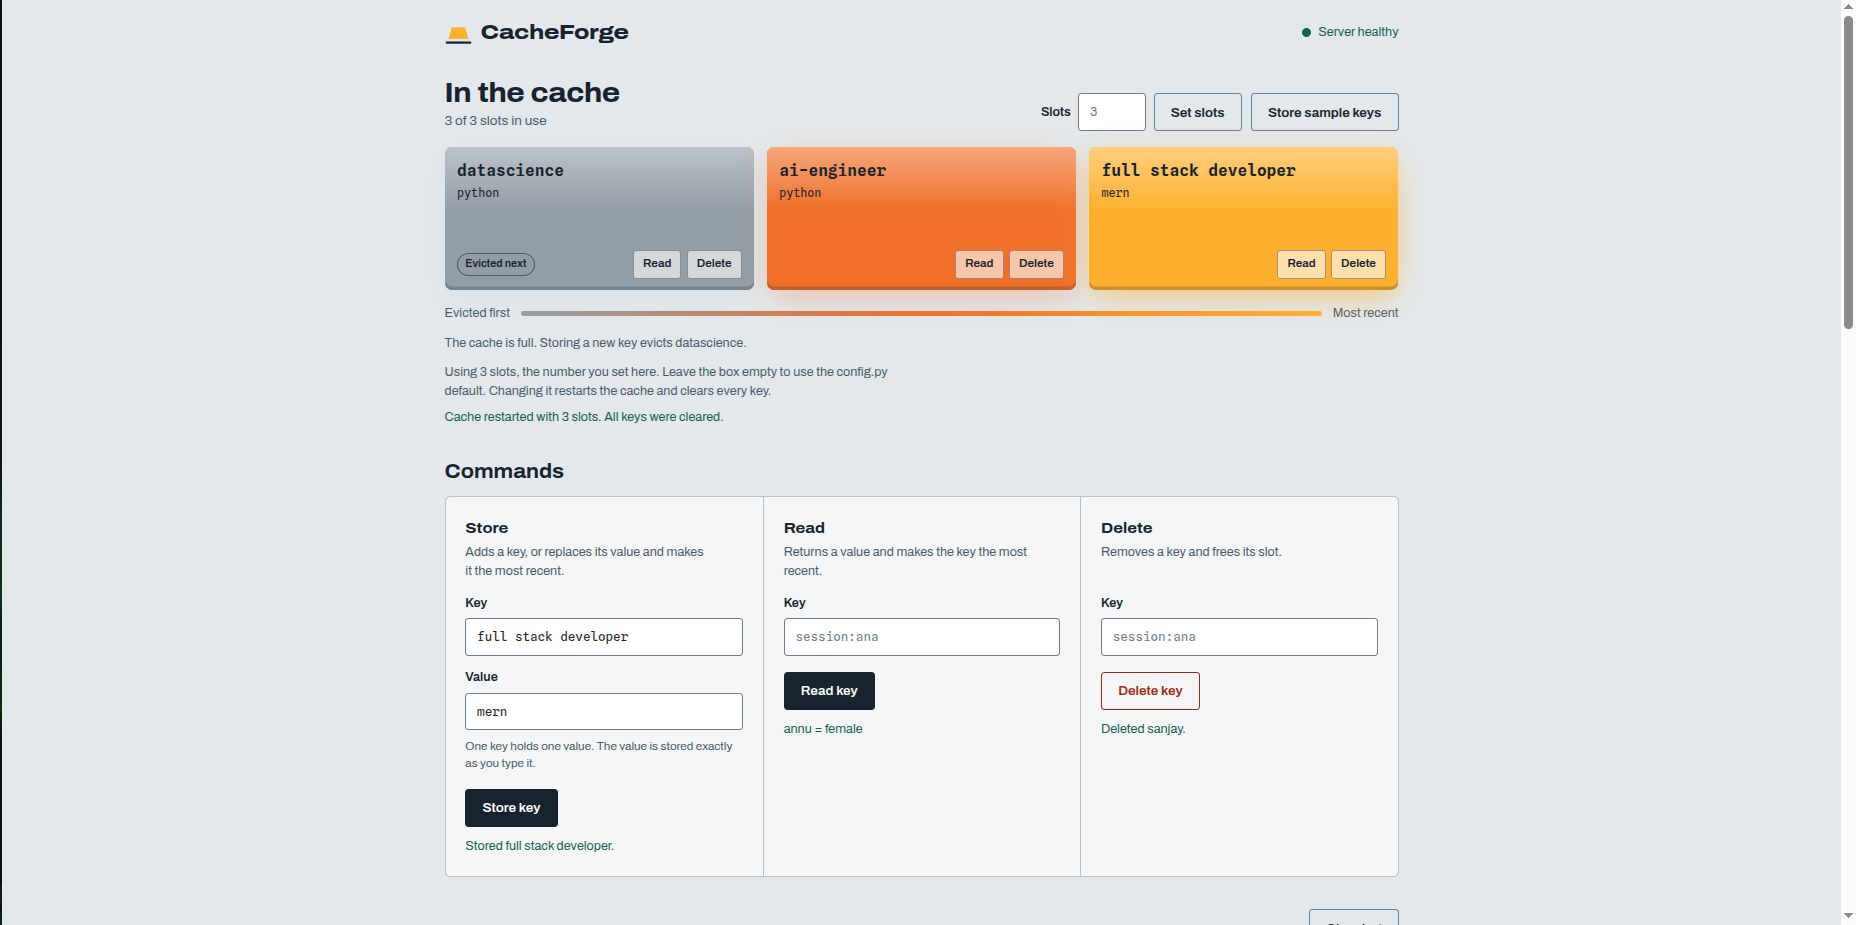 CacheForge
Server healthy
In the cache
3 of 3 slots in use
Slots 3 Set slots Store sample keys
datascience
python
Evicted next Read Delete
ai-engineer
python
Read Delete
full stack developer
mern
Read Delete
Evicted first Most recent
The cache is full. Storing a new key evicts datascience.
Using 3 slots, the number you set here. Leave the box empty to use the config.py
default. Changing it restarts the cache and clears every key.
Cache restarted with 3 slots. All keys were cleared.
Commands
Store
Adds a key, or replaces its value and makes
it the most recent.
Key
full stack developer
Value
mern
One key holds one value. The value is stored exactly
as you type it.
Store key
Stored full stack developer.
Read
Returns a value and makes the key the most
recent.
Key
session:ana
Read key
annu = female
Delete
Removes a key and frees its slot.
Key
session:ana
Delete key
Deleted sanjay.